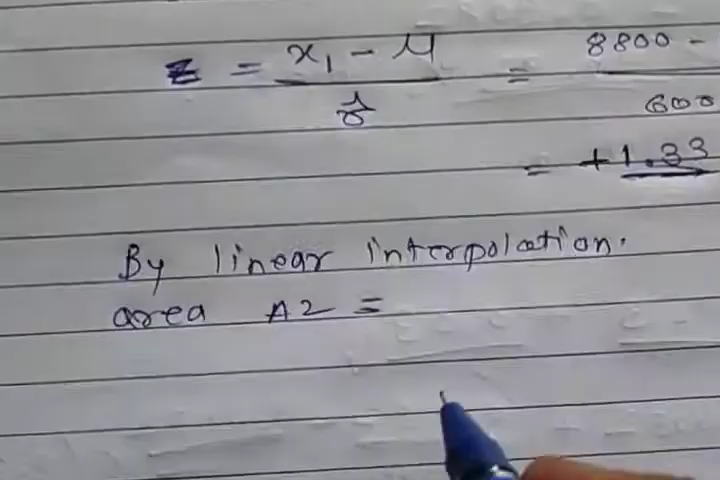 z = x₁ - μ / σ = 8800 - / 600
= +1.33
By linear interpolation.
area A2 =